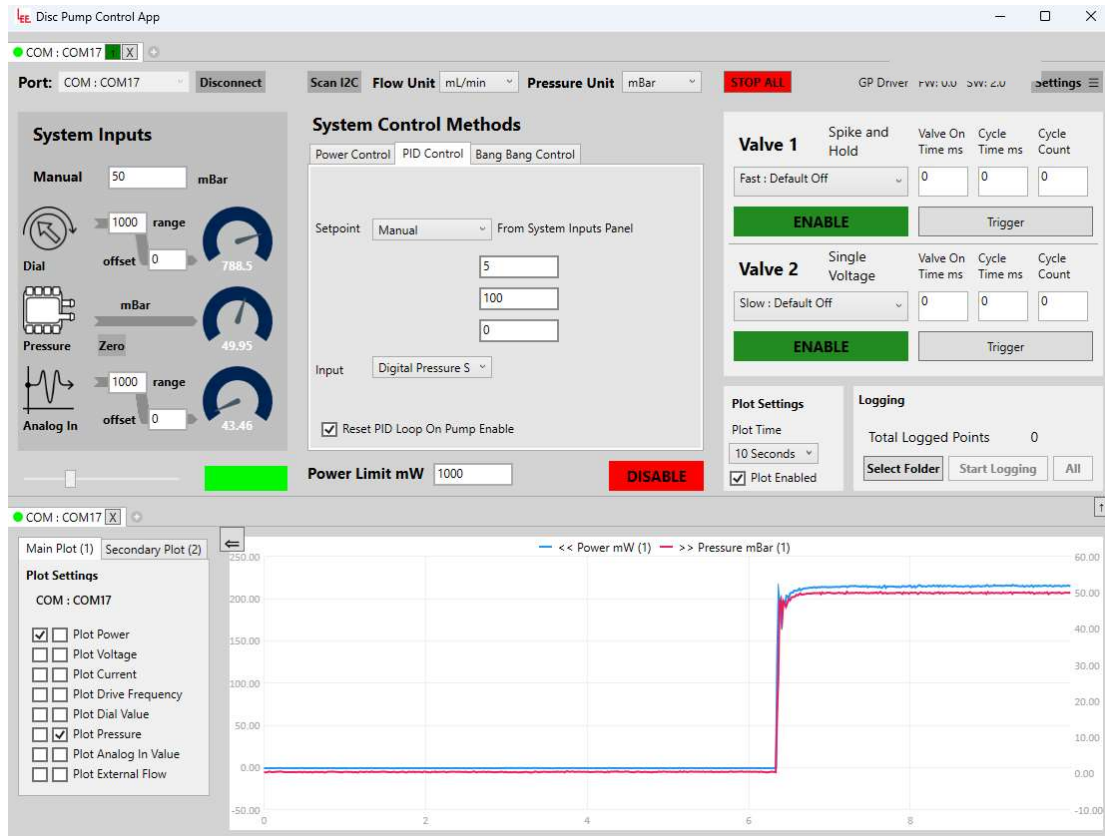 LEE Disc Pump Control App
COM : COM17 X
Port: COM : COM17 Disconnect Scan I2C Flow Unit mL/min Pressure Unit mBar STOP ALL GP Driver FW: 0.0 SW: 2.0 Settings
System Inputs
Manual 50 mBar
1000 range
offset 0
Dial 788.5
mBar
Pressure Zero 49.95
1000 range
offset 0
Analog In 43.46
System Control Methods
Power Control PID Control Bang Bang Control
Setpoint Manual From System Inputs Panel
5
100
0
Input Digital Pressure S
Reset PID Loop On Pump Enable
Power Limit mW 1000 DISABLE
Valve 1 Spike and Hold
Valve On Time ms Cycle Time ms Cycle Count
Fast : Default Off 0 0 0
ENABLE Trigger
Valve 2 Single Voltage
Valve On Time ms Cycle Time ms Cycle Count
Slow : Default Off 0 0 0
ENABLE Trigger
Plot Settings
Plot Time
10 Seconds
Plot Enabled
Logging
Total Logged Points 0
Select Folder Start Logging All
COM : COM17 X
Main Plot (1) Secondary Plot (2)
Plot Settings
COM : COM17
Plot Power
Plot Voltage
Plot Current
Plot Drive Frequency
Plot Dial Value
Plot Pressure
Plot Analog In Value
Plot External Flow
<< Power mW (1) >> Pressure mBar (1)
250.00
200.00
150.00
100.00
50.00
0.00
-50.00
60.00
50.00
40.00
30.00
20.00
10.00
0.00
-10.00
0 2 4 6 8